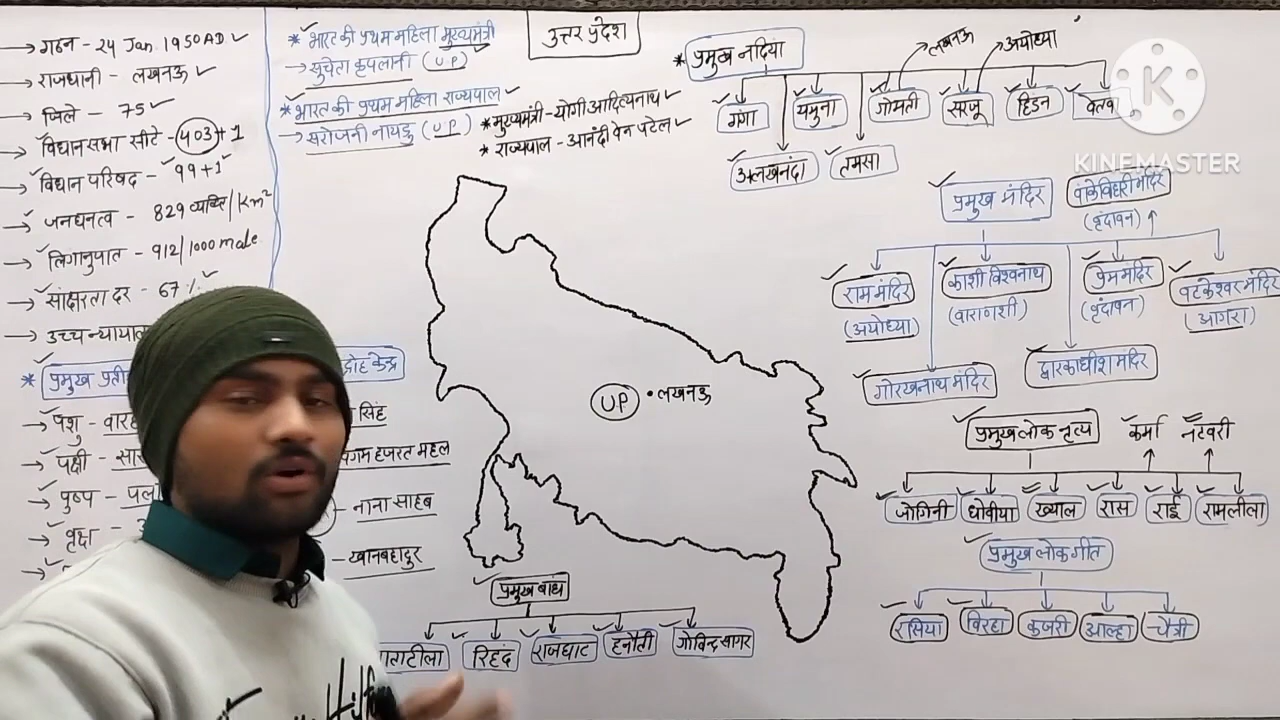 → गठन - 24 Jan. 1950 AD
→ राजधानी - लखनऊ
→ जिले - 75
→ विधानसभा सीटे - 403+1
→ विधान परिषद - 99+1
→ जनघनत्व - 829 व्यक्ति/Km²
→ लिंगानुपात - 912/1000 male
→ साक्षरता दर - 67%
→ उच्च न्यायाल
* प्रमुख प्रती
→ पशु - बारह
→ पक्षी - सार
→ पुष्प - पला
→ वृक्ष - अ
* भारत की प्रथम महिला मुख्यमंत्री
→ सुचेता कृपलानी (UP)
* भारत की प्रथम महिला राज्यपाल
→ सरोजनी नायडु (UP)
उत्तर प्रदेश
* मुख्यमंत्री - योगी आदित्यनाथ
* राज्यपाल - आनंदी वेन पटेल
द्रोह केन्द्र
सिंह
वेगम हजरत महल
- नाना साहब
- खानबहादुर
UP • लखनऊ
प्रमुख बांध
राजघाट
रिहंद
हनौती
गोविन्द सागर
* प्रमुख नदियां
लखनऊ
अयोध्या
गंगा
यमुना
गोमती
सरजू
हिंडन
बेतवा
अलखनंदा
तमसा
KINEMASTER
प्रमुख मंदिर
वांकेविहारी मंदिर
(वृंदावन)
राम मंदिर
(अयोध्या)
काशी विश्वनाथ
(वाराणशी)
प्रेम मंदिर
(वृंदावन)
वटकेश्वर मंदिर
(आगरा)
गोरखनाथ मंदिर
द्वारकाधीश मंदिर
प्रमुख लोक नृत्य
कर्मा
नटवरी
जोगिनी
धोवीया
ख्याल
रास
राई
रामलीला
प्रमुख लोक गीत
रसिया
विरहा
कजरी
आल्हा
चैत्री